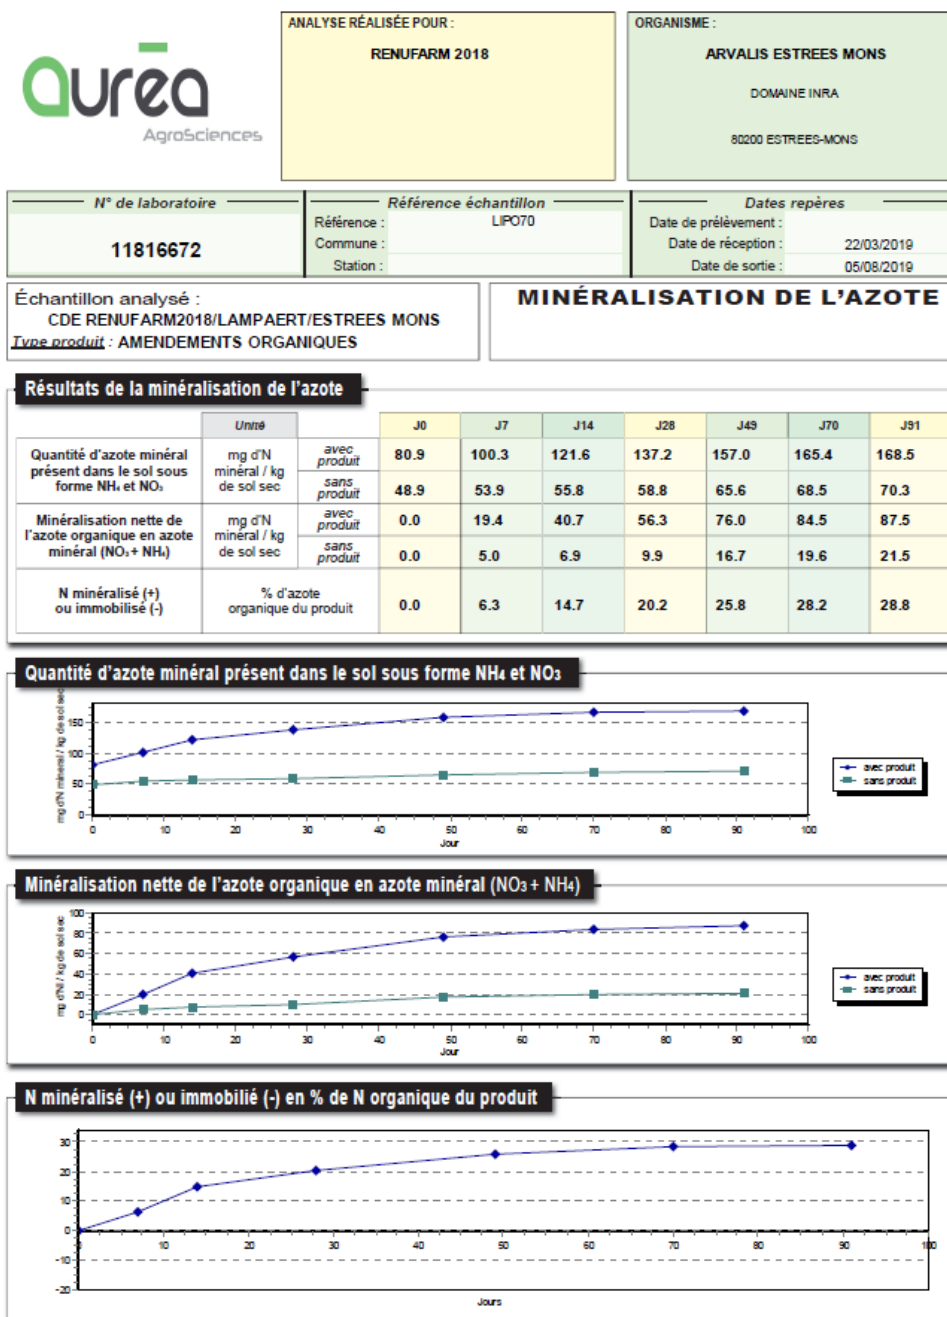 aurēa
AgroSciences
ANALYSE RÉALISÉE POUR :
RENUFARM 2018
ORGANISME :
ARVALIS ESTREES MONS
DOMAINE INRA
80200 ESTREES-MONS
N° de laboratoire
11816672
Référence échantillon
Référence : LIPO70
Commune :
Station :
Dates repères
Date de prélèvement :
Date de réception : 22/03/2019
Date de sortie : 05/08/2019
Échantillon analysé :
CDE RENUFARM2018/LAMPAERT/ESTREES MONS
Type produit : AMENDEMENTS ORGANIQUES
MINÉRALISATION DE L'AZOTE
Résultats de la minéralisation de l'azote
Unité J0 J7 J14 J28 J49 J70 J91
Quantité d'azote minéral présent dans le sol sous forme NH₄ et NO₃ mg d'N minéral / kg de sol sec avec produit 80.9 100.3 121.6 137.2 157.0 165.4 168.5
sans produit 48.9 53.9 55.8 58.8 65.6 68.5 70.3
Minéralisation nette de l'azote organique en azote minéral (NO₃ + NH₄) mg d'N minéral / kg de sol sec avec produit 0.0 19.4 40.7 56.3 76.0 84.5 87.5
sans produit 0.0 5.0 6.9 9.9 16.7 19.6 21.5
N minéralisé (+) ou immobilisé (-) % d'azote organique du produit 0.0 6.3 14.7 20.2 25.8 28.2 28.8
Quantité d'azote minéral présent dans le sol sous forme NH₄ et NO₃
mg d'N mineral / kg de sol sec
150
100
50
0
0 10 20 30 40 50 60 70 80 90 100
Jour
avec produit
sans produit
Minéralisation nette de l'azote organique en azote minéral (NO₃ + NH₄)
mg d'N / kg de sol sec
100
80
60
40
20
0
0 10 20 30 40 50 60 70 80 90 100
Jour
avec produit
sans produit
N minéralisé (+) ou immobilié (-) en % de N organique du produit
30
20
10
0
-10
-20
0 10 20 30 40 50 60 70 80 90 100
Jours